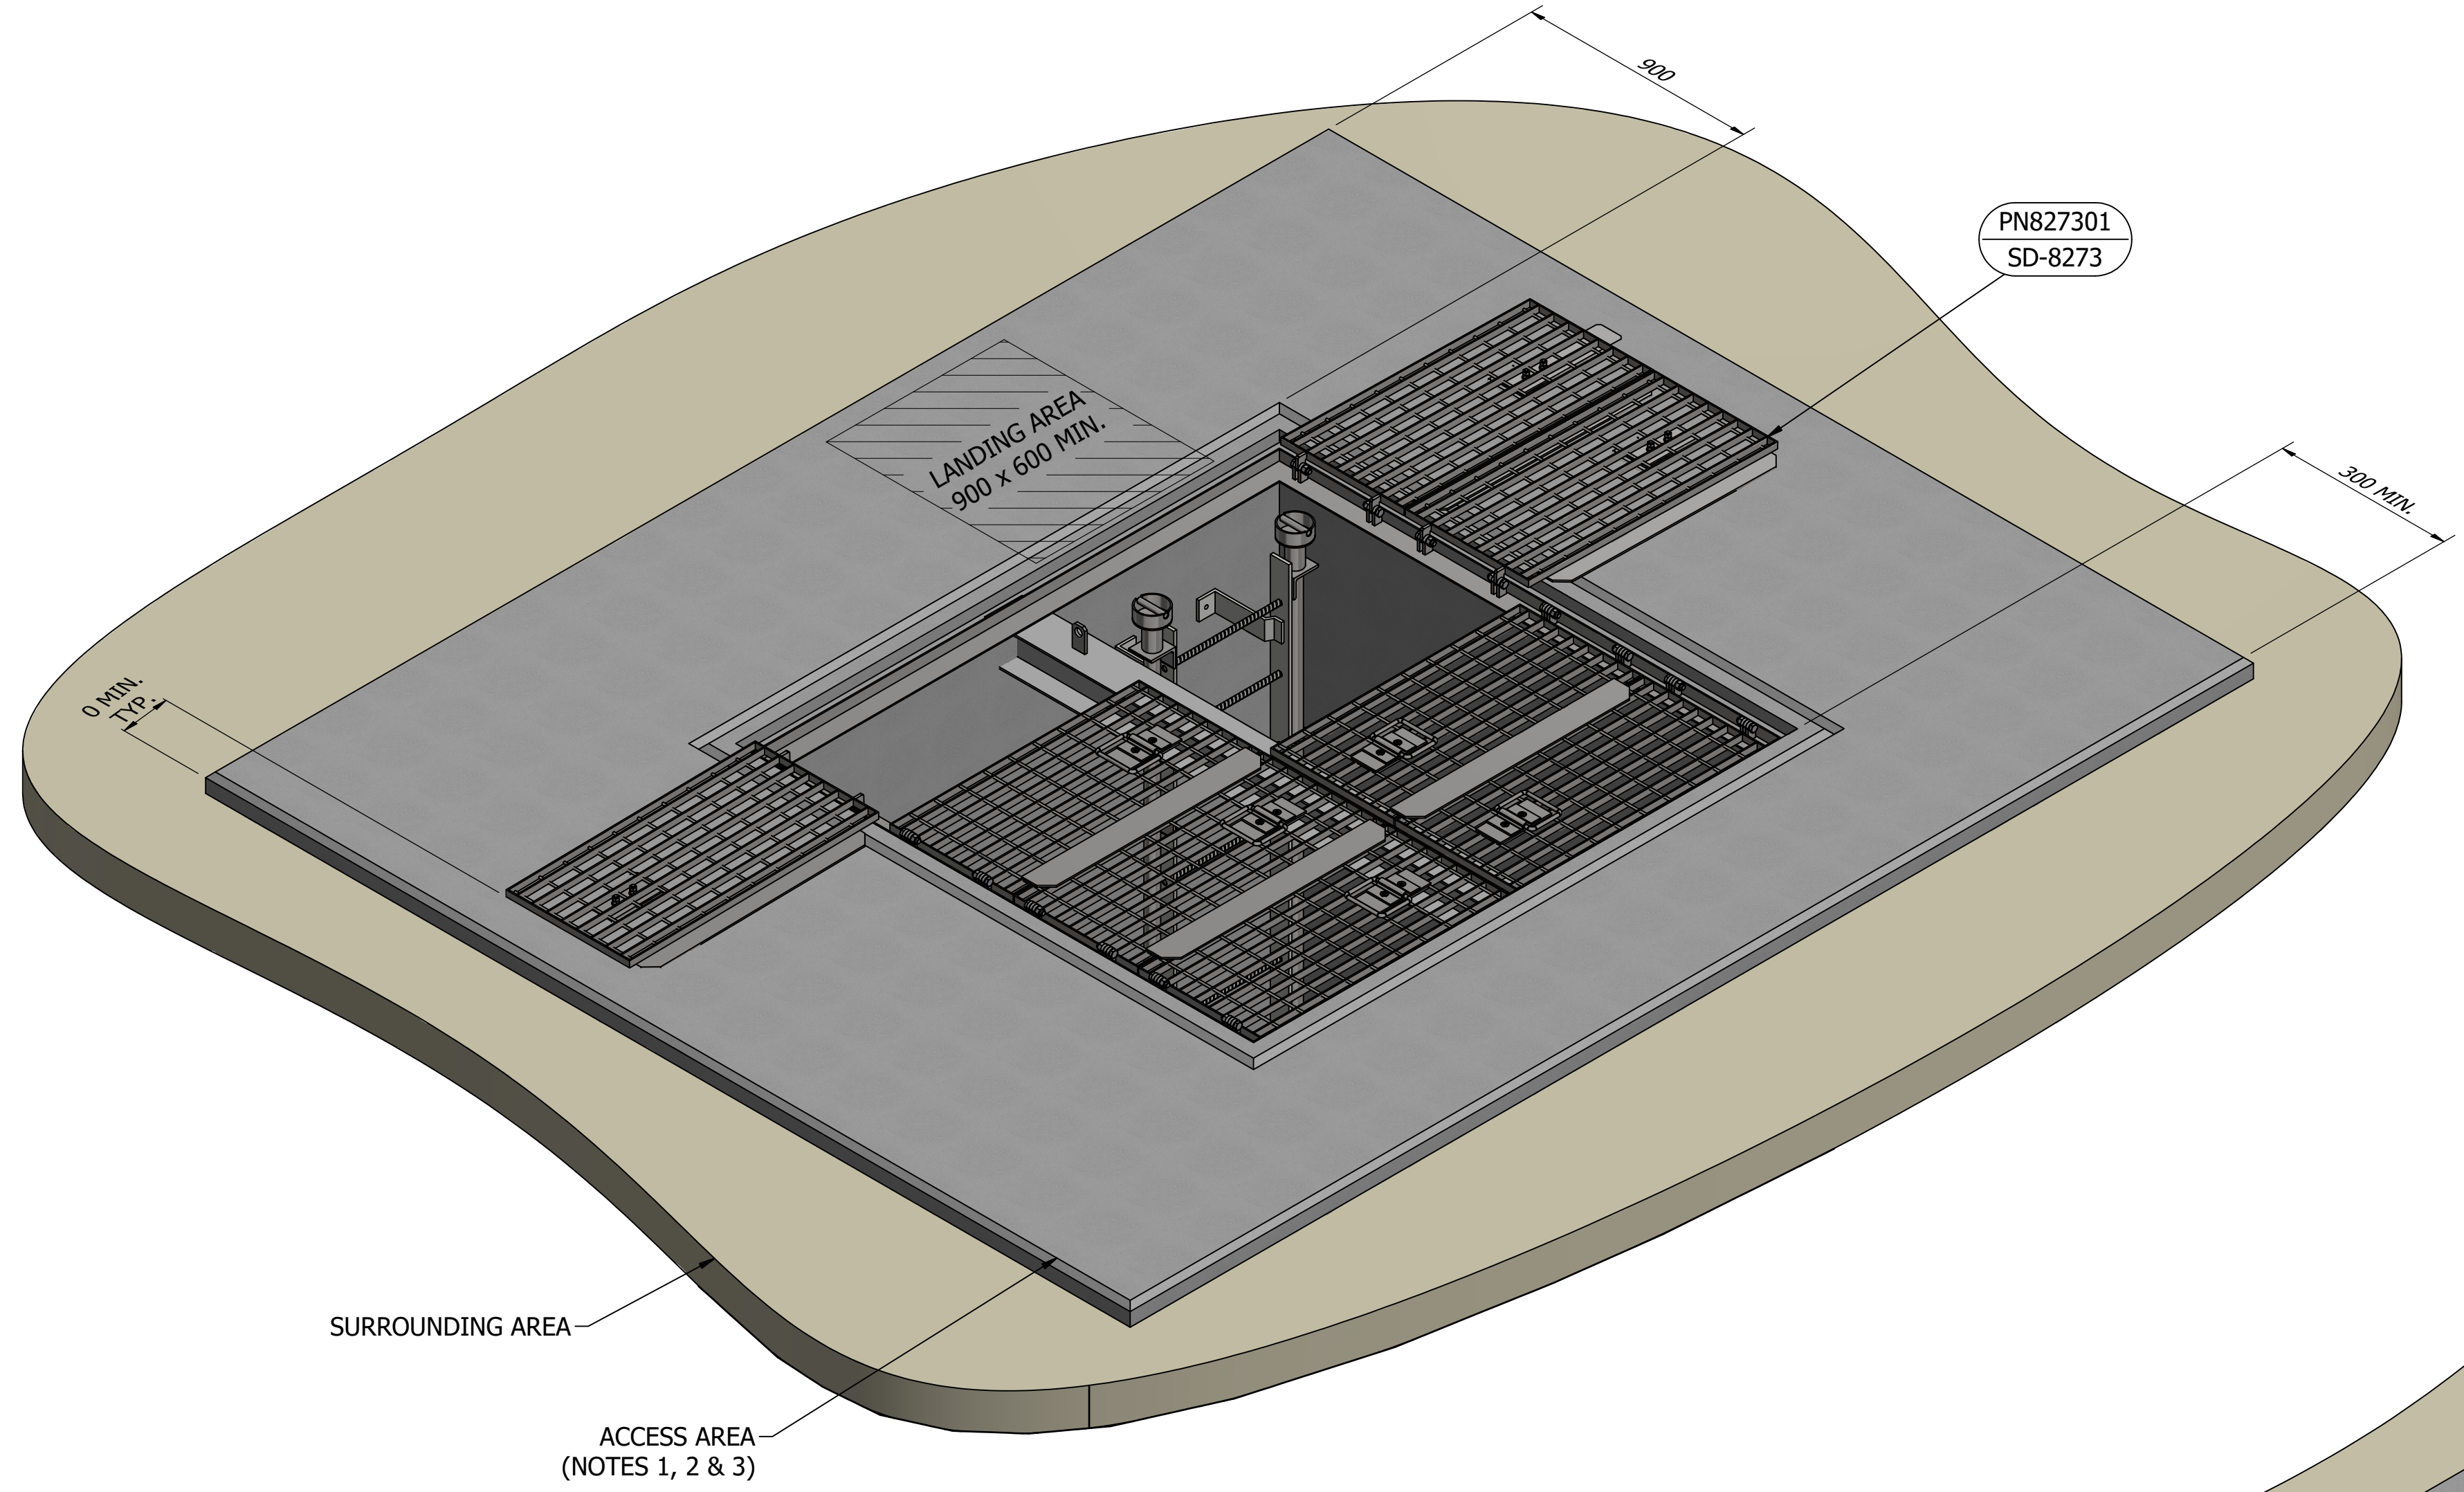 900
PN827301
SD-8273
LANDING AREA
900 x 600 MIN.
300 MIN.
0 MIN.
TYP.
SURROUNDING AREA
ACCESS AREA
(NOTES 1, 2 & 3)